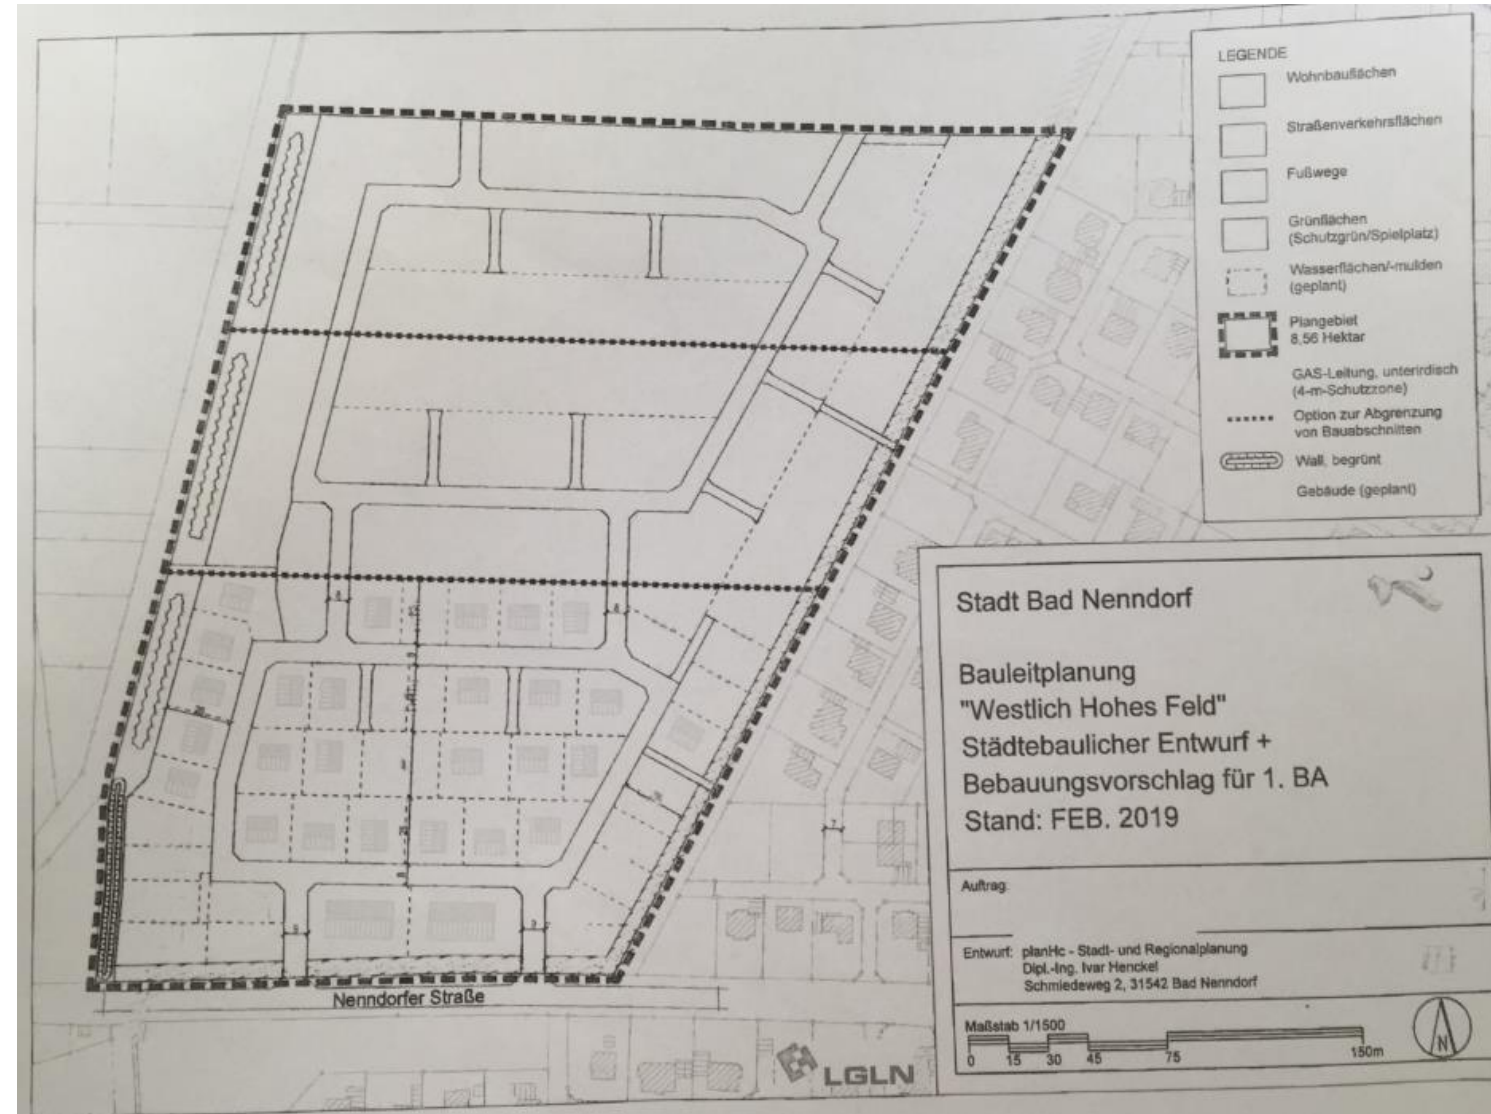 LEGENDE
Wohnbauflächen
Straßenverkehrsflächen
Fußwege
Grünflächen
(Schutzgrün/Spielplatz)
Wasserflächen/-mulden
(geplant)
Plangebiet
8,56 Hektar
GAS-Leitung, unterirdisch
(4-m-Schutzzone)
Option zur Abgrenzung
von Bauabschnitten
Wall, begrünt
Gebäude (geplant)
Stadt Bad Nenndorf
Bauleitplanung
"Westlich Hohes Feld"
Städtebaulicher Entwurf +
Bebauungsvorschlag für 1. BA
Stand: FEB. 2019
Auftrag:
Entwurf: planHc - Stadt- und Regionalplanung
Dipl.-Ing. Ivar Henckel
Schmiedeweg 2, 31542 Bad Nenndorf
Maßstab 1/1500
0 15 30 45 75 150m
N
Nenndorfer Straße
LGLN